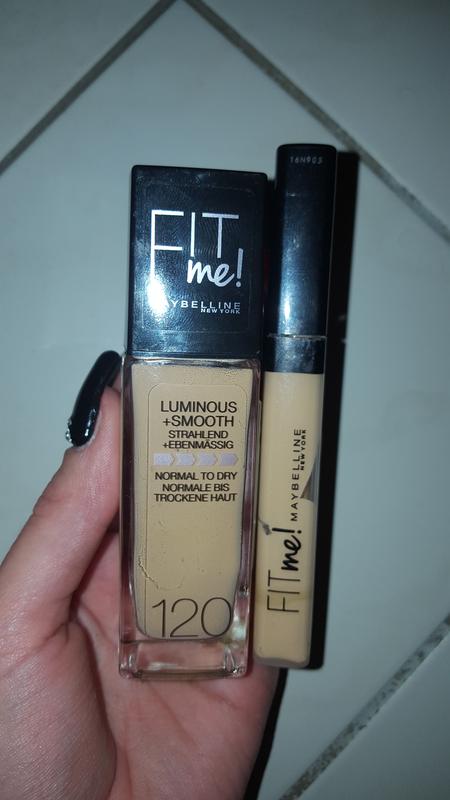 FIT
me!
MAYBELLINE
NEW YORK
LUMINOUS
+SMOOTH
STRAHLEND
+EBENMÄSSIG
NORMAL TO DRY
NORMALE BIS
TROCKENE HAUT
120
16N903
FIT me! MAYBELLINE
NEW YORK